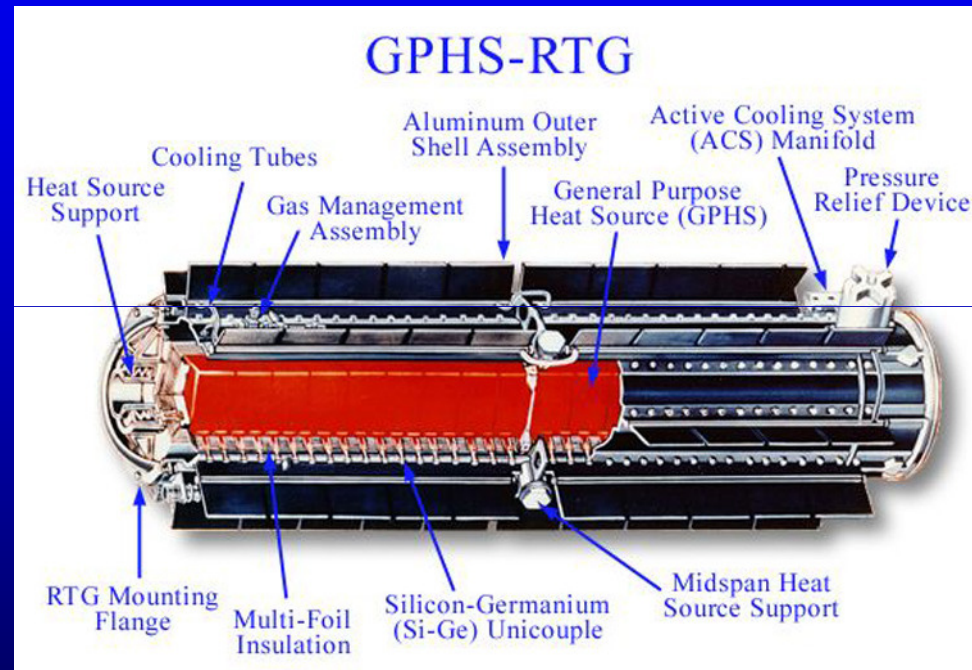 GPHS-RTG
Aluminum Outer
Shell Assembly
Active Cooling System
(ACS) Manifold
Cooling Tubes
Heat Source
Support
Gas Management
Assembly
General Purpose
Heat Source (GPHS)
Pressure
Relief Device
RTG Mounting
Flange
Multi-Foil
Insulation
Silicon-Germanium
(Si-Ge) Unicouple
Midspan Heat
Source Support